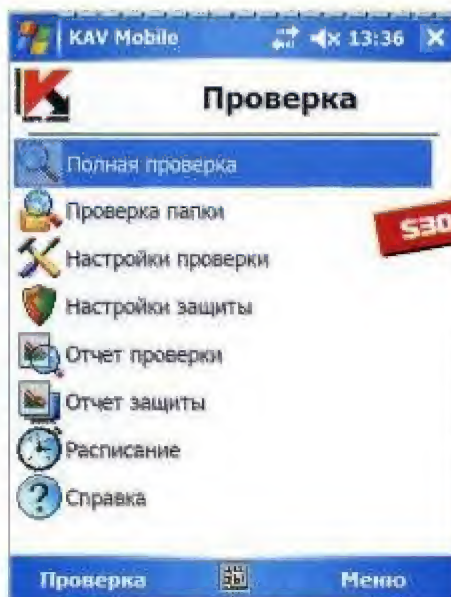 KAV Mobile 13:36
Проверка
Полная проверка
Проверка папки
S30
Настройки проверки
Настройки защиты
Отчет проверки
Отчет защиты
Расписание
Справка
Проверка Меню